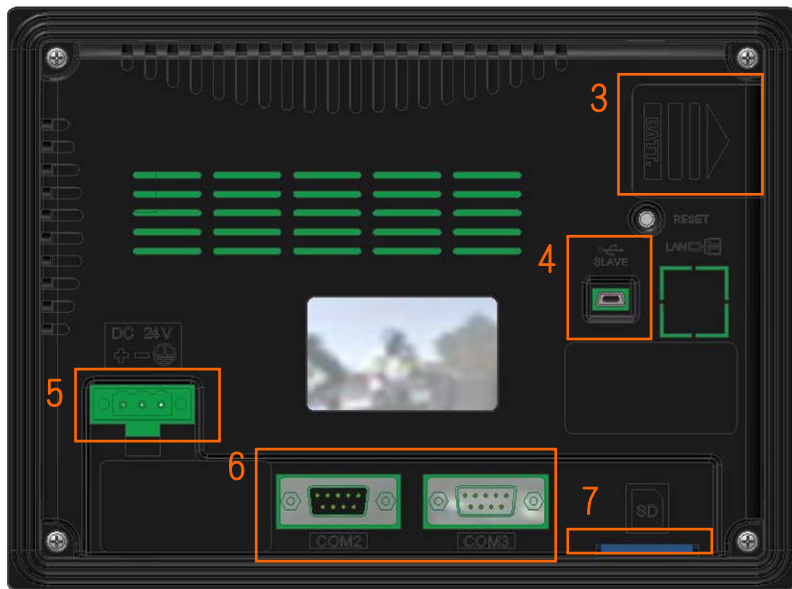 3
BATT.
RESET
4
SLAVE
LAN
DC 24V
+ -
5
6
COM2
COM3
7
SD